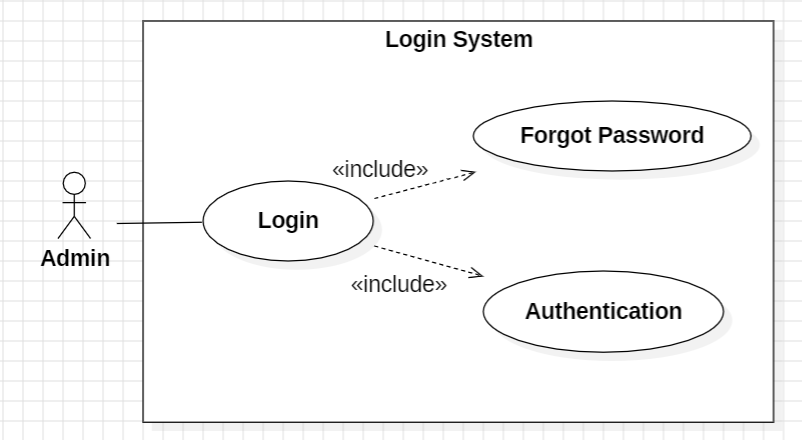 Login System
«include»
Forgot Password
Login
Admin
«include»
Authentication